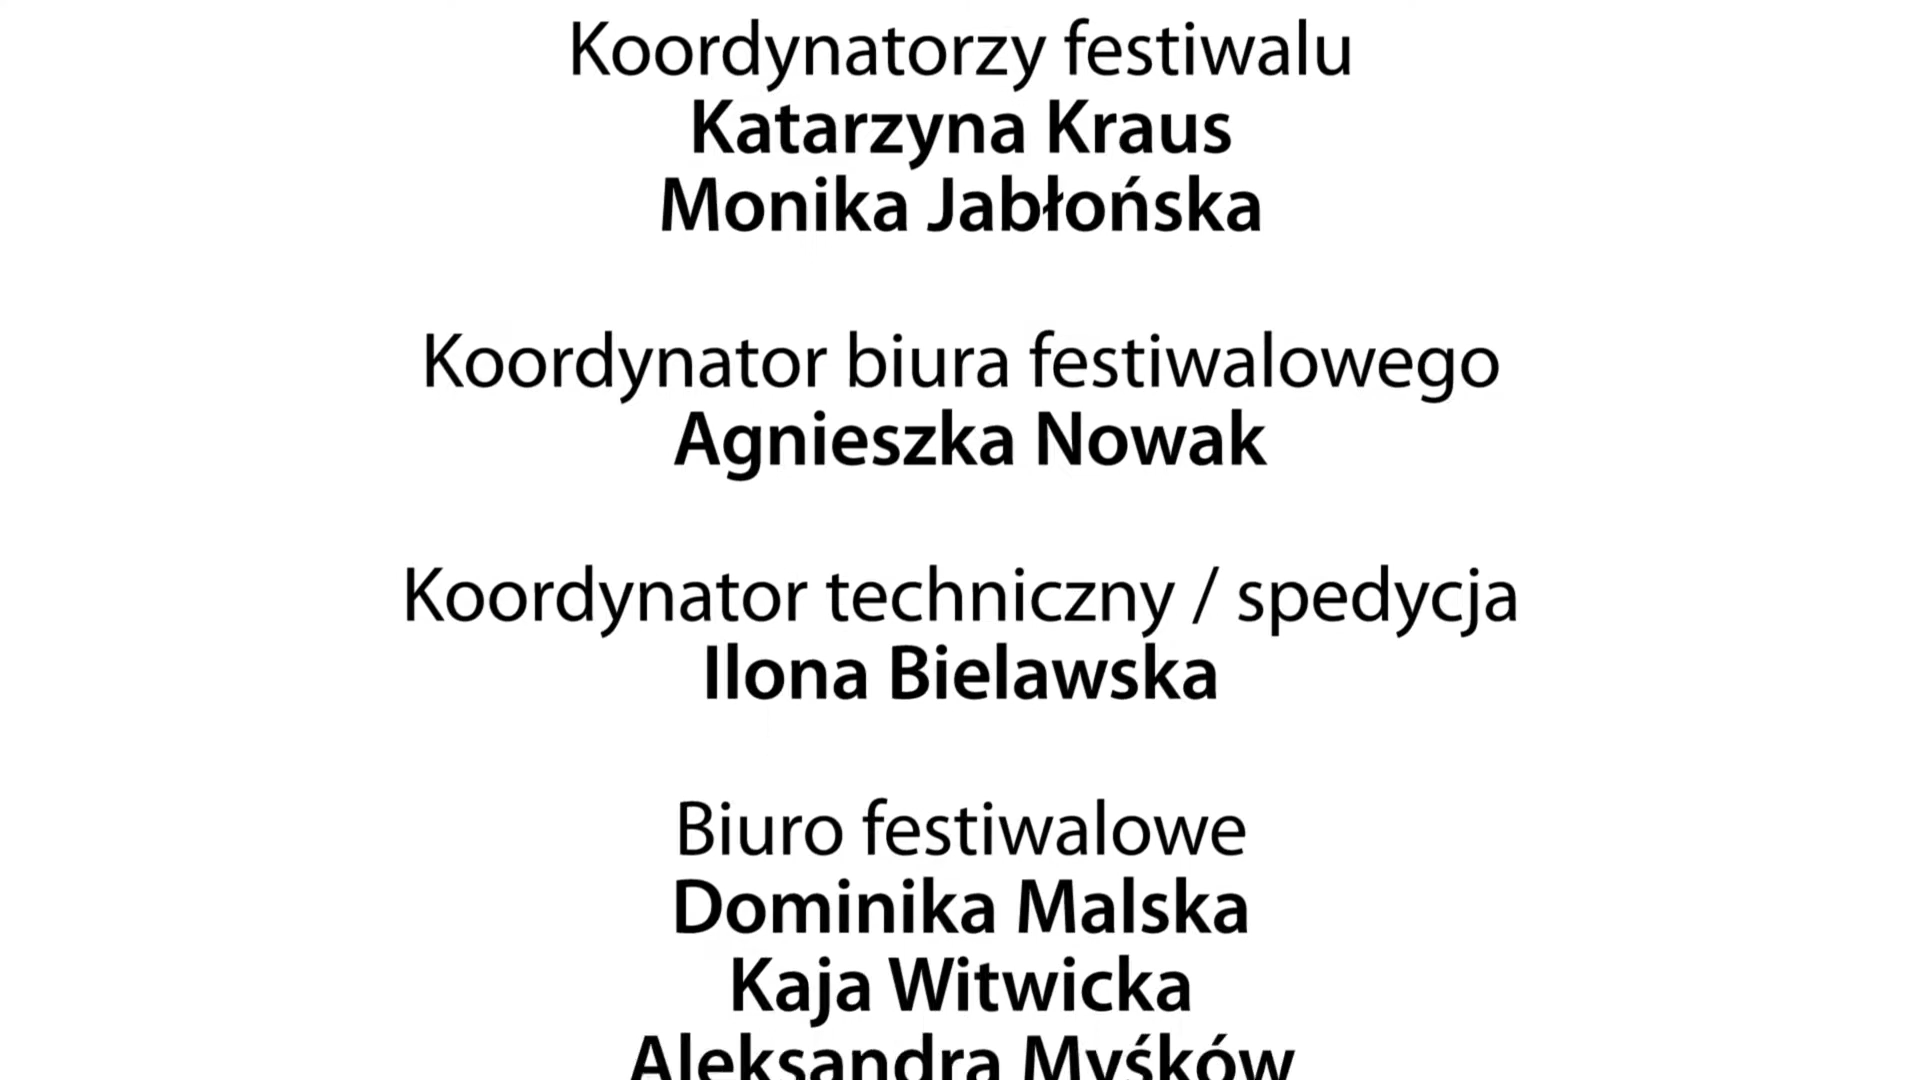 Koordynatorzy festiwalu
Katarzyna Kraus
Monika Jabłońska
Koordynator biura festiwalowego
Agnieszka Nowak
Koordynator techniczny / spedycja
Ilona Bielawska
Biuro festiwalowe
Dominika Malska
Kaja Witwicka
Aleksandra Myśków